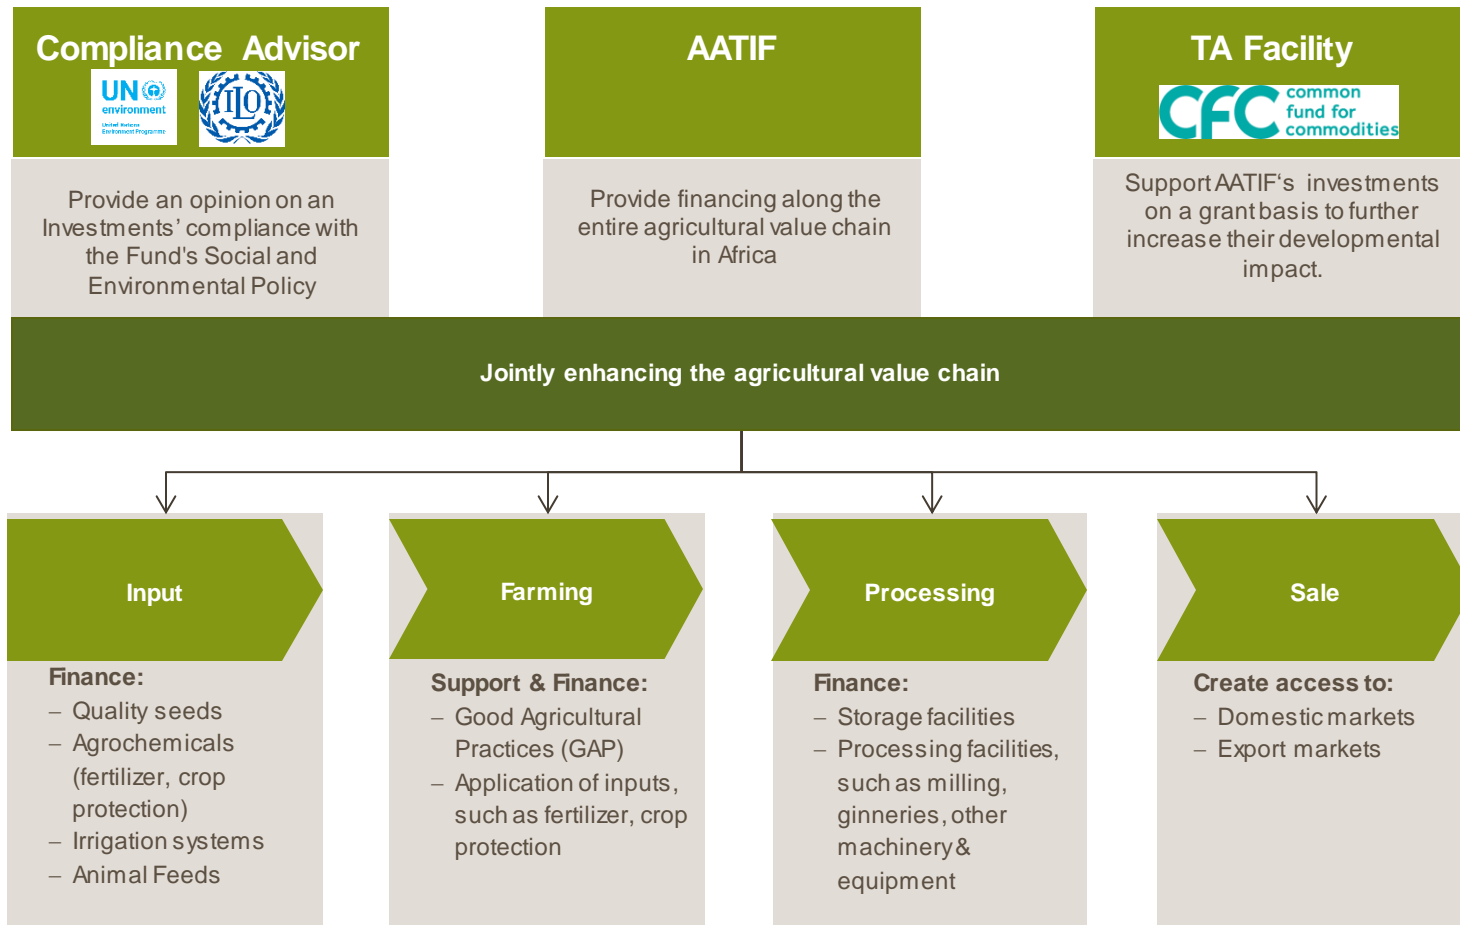 Compliance Advisor
UN
environment
United Nations
Environment Programme
ILO
Provide an opinion on an
Investments’ compliance with
the Fund's Social and
Environmental Policy
AATIF
Provide financing along the
entire agricultural value chain
in Africa
TA Facility
CFC common
fund for
commodities
Support AATIF‘s investments
on a grant basis to further
increase their developmental
impact.
Jointly enhancing the agricultural value chain
Input
Finance:
– Quality seeds
– Agrochemicals
(fertilizer, crop
protection)
– Irrigation systems
– Animal Feeds
Farming
Support & Finance:
– Good Agricultural
Practices (GAP)
– Application of inputs,
such as fertilizer, crop
protection
Processing
Finance:
– Storage facilities
– Processing facilities,
such as milling,
ginneries, other
machinery &
equipment
Sale
Create access to:
– Domestic markets
– Export markets